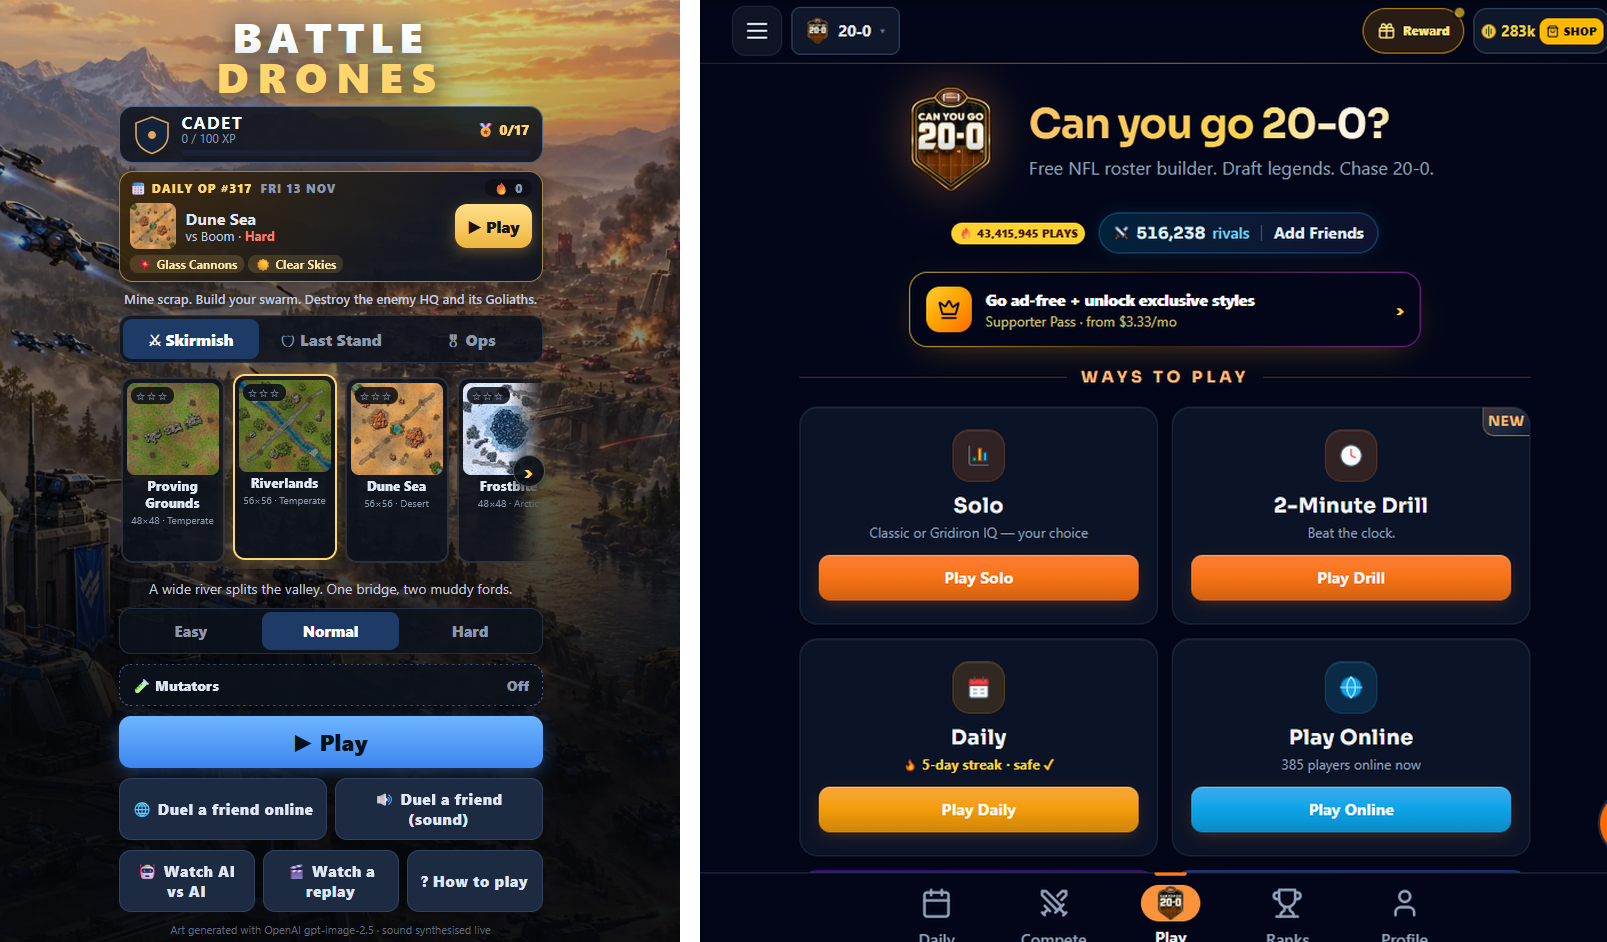 BATTLE
DRONES
CADET
0 / 100 XP
0/17
DAILY OP #317 FRI 13 NOV
0
Dune Sea
vs Boom · Hard
▶ Play
Glass Cannons
Clear Skies
Mine scrap. Build your swarm. Destroy the enemy HQ and its Goliaths.
Skirmish
Last Stand
Ops
Proving
Grounds
48×48 · Temperate
Riverlands
56×56 · Temperate
Dune Sea
56×56 · Desert
Frostbite
48×48 · Arctic
A wide river splits the valley. One bridge, two muddy fords.
Easy
Normal
Hard
Mutators
Off
▶ Play
Duel a friend online
Duel a friend
(sound)
Watch AI
vs AI
Watch a
replay
? How to play
Art generated with OpenAI gpt-image-2.5 · sound synthesised live
20-0
20-0
Reward
283k
SHOP
CAN YOU GO
20-0
Can you go 20-0?
Free NFL roster builder. Draft legends. Chase 20-0.
43,415,945 PLAYS
516,238 rivals
Add Friends
Go ad-free + unlock exclusive styles
Supporter Pass · from $3.33/mo
WAYS TO PLAY
Solo
Classic or Gridiron IQ — your choice
Play Solo
NEW
2-Minute Drill
Beat the clock.
Play Drill
Daily
5-day streak · safe ✓
Play Daily
Play Online
385 players online now
Play Online
Daily
Compete
20-0
Play
Ranks
Profile